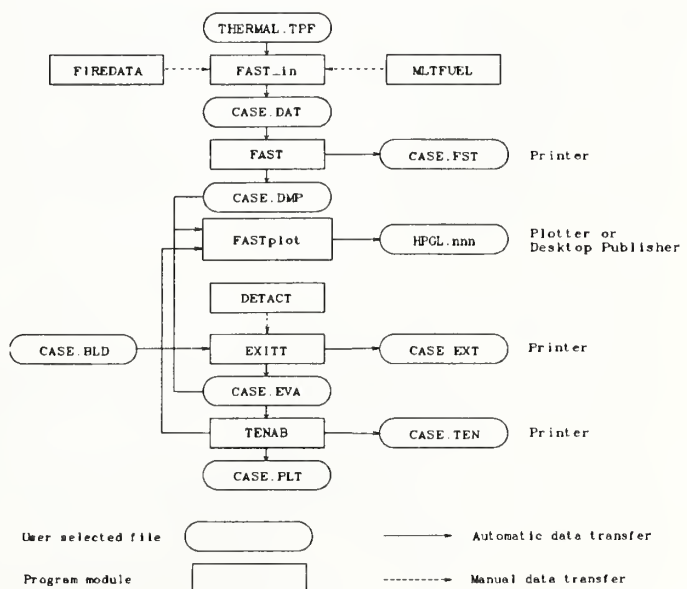 THERMAL.TPF
FIREDATA
FAST_in
MLTFUEL
CASE.DAT
FAST
CASE.FST
Printer
CASE.DMP
FASTplot
HPGL.nnn
Plotter or
Desktop Publisher
DETACT
CASE.BLD
EXITT
CASE EXT
Printer
CASE.EVA
TENAB
CASE.TEN
Printer
CASE.PLT
User selected file
Automatic data transfer
Program module
Manual data transfer